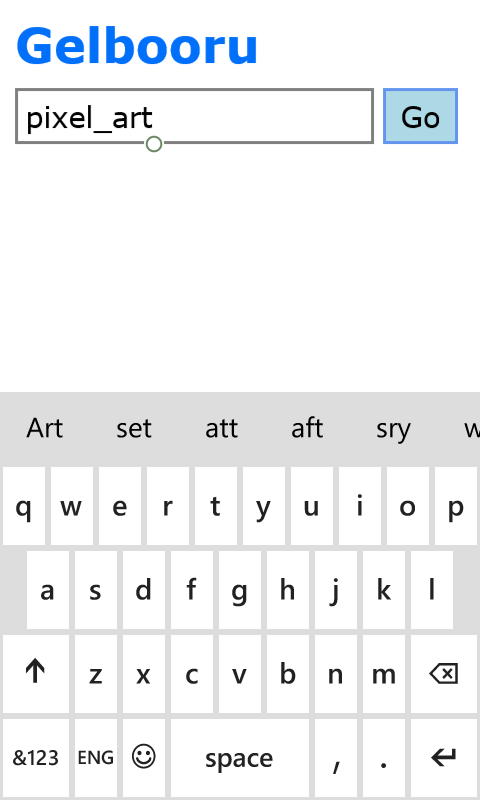 Gelbooru
pixel_art Go
Art set att aft sry w
q w e r t y u i o p
a s d f g h j k l
z x c v b n m
&123 ENG space , .